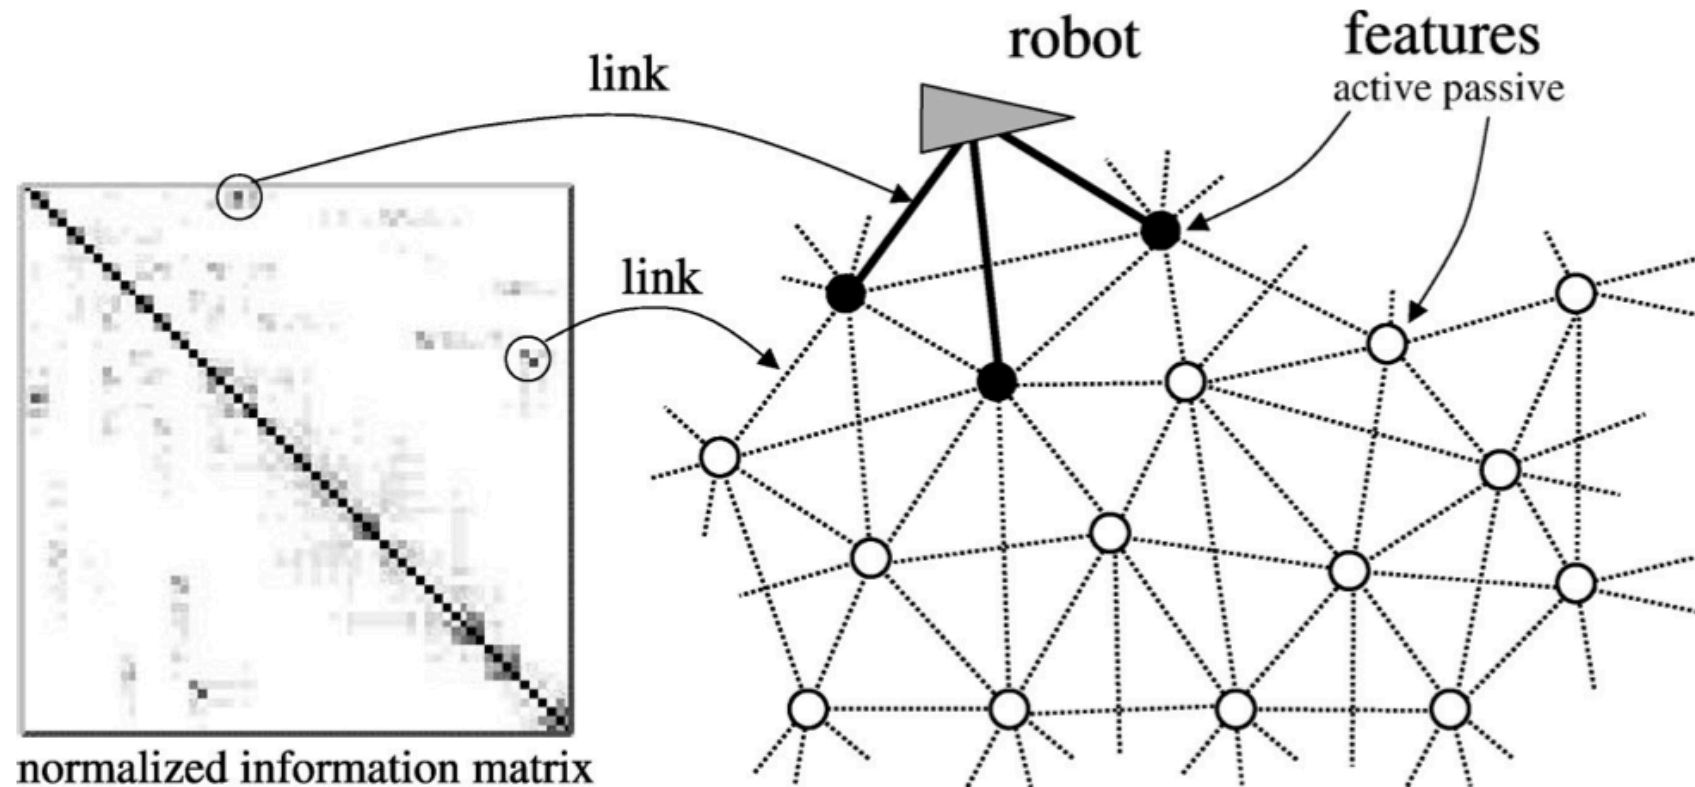 robot
features
active passive
link
link
normalized information matrix